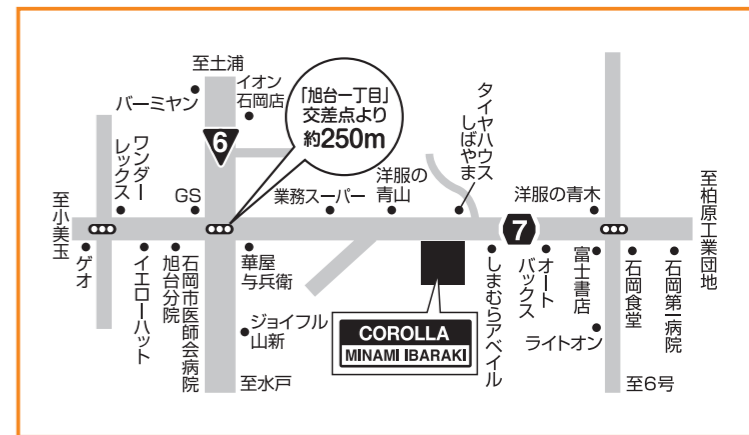 至土浦
イオン
石岡店
バーミヤン
6
「旭台一丁目」
交差点より
約250m
タイヤハウス
しばやま
ワンダー
レックス
GS
業務スーパー
洋服の
青山
洋服の青木
至小美玉
至柏原工業団地
7
ゲオ
イエローハット
石岡市医師会病院
旭台分院
華屋
与兵衛
ジョイフル
山新
至水戸
COROLLA
MINAMI IBARAKI
しまむらアベイル
オート
バックス
富士書店
ライトオン
石岡食堂
石岡第一病院
至6号